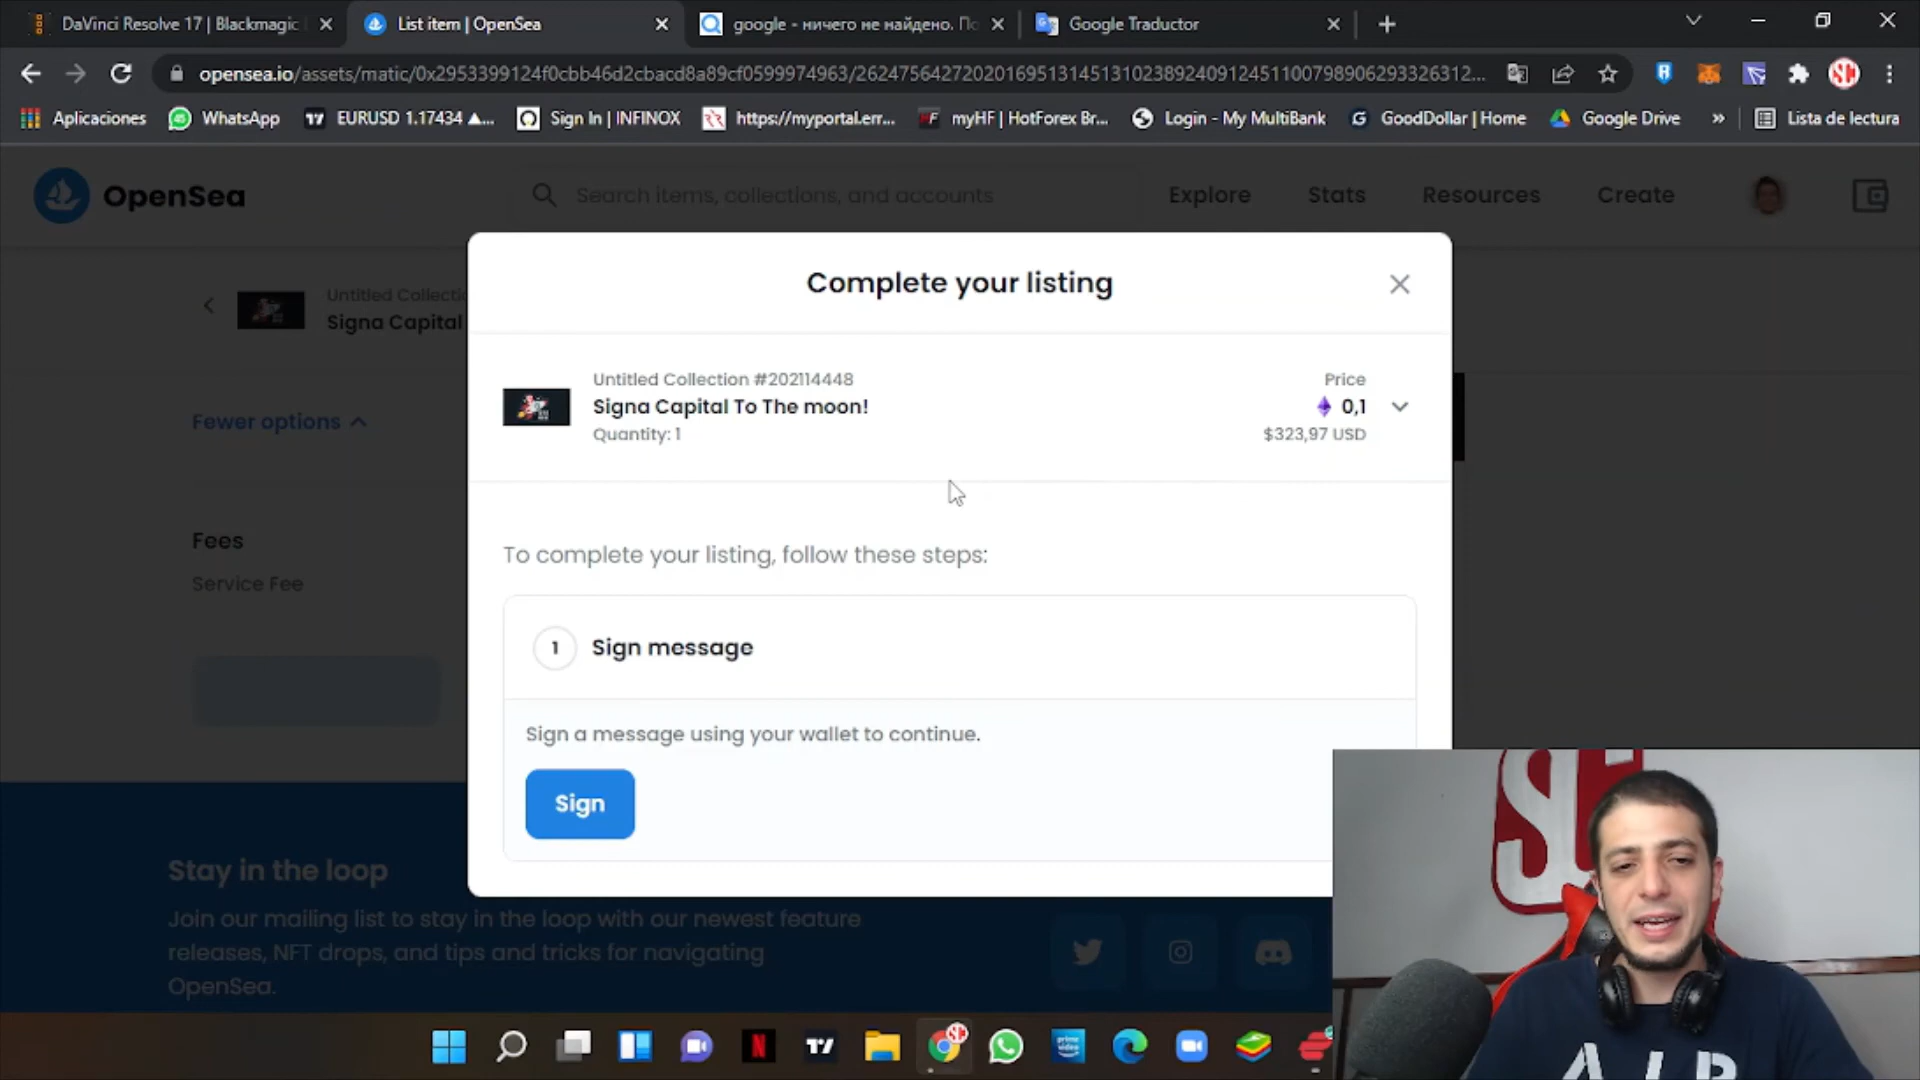 DaVinci Resolve 17 | Blackmagic
List item | OpenSea
google - ничего не найдено. По
Google Traductor
opensea.io/assets/matic/0x2953399124f0cbb46d2cbacd8a89cf0599974963/2624756427202016951314513102389240912451100798906293326312...
Aplicaciones
WhatsApp
EURUSD 1.17434 ▲...
Sign In | INFINOX
https://myportal.err...
myHF | HotForex Br...
Login - My MultiBank
GoodDollar | Home
Google Drive
»
Lista de lectura
OpenSea
Search items, collections, and accounts
Explore
Stats
Resources
Create
Untitled Collectio
Signa Capital
Fewer options
Fees
Service Fee
Complete your listing
Untitled Collection #202114448
Signa Capital To The moon!
Quantity: 1
Price
0,1
$323,97 USD
To complete your listing, follow these steps:
1 Sign message
Sign a message using your wallet to continue.
Sign
Stay in the loop
Join our mailing list to stay in the loop with our newest feature
releases, NFT drops, and tips and tricks for navigating
OpenSea.
prime video